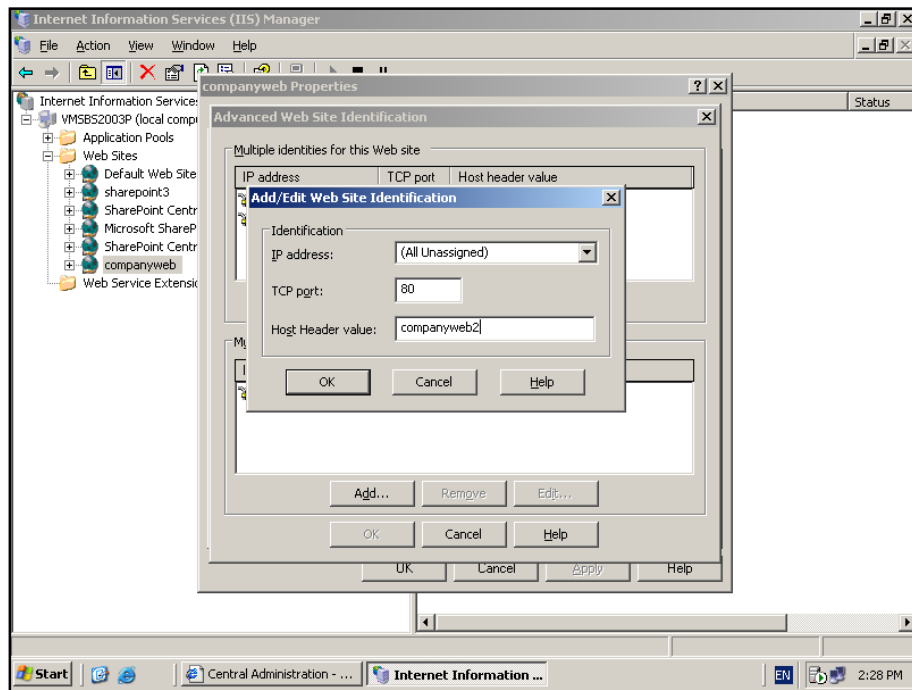 Internet Information Services (IIS) Manager
File Action View Window Help
companyweb Properties
Internet Information Service
Status
VMSBS2003P (local comp
Advanced Web Site Identification
Application Pools
Web Sites
Multiple identities for this Web site
Default Web Site
IP address TCP port Host header value
sharepoint3
Add/Edit Web Site Identification
SharePoint Centr
Microsoft ShareP
Identification
SharePoint Centr
IP address: (All Unassigned)
companyweb
Web Service Extensio
TCP port: 80
Host Header value: companyweb2
OK Cancel Help
Add... Remove Edit...
OK Cancel Help
OK Cancel Apply Help
Start
Central Administration - ...
Internet Information ...
EN
2:28 PM